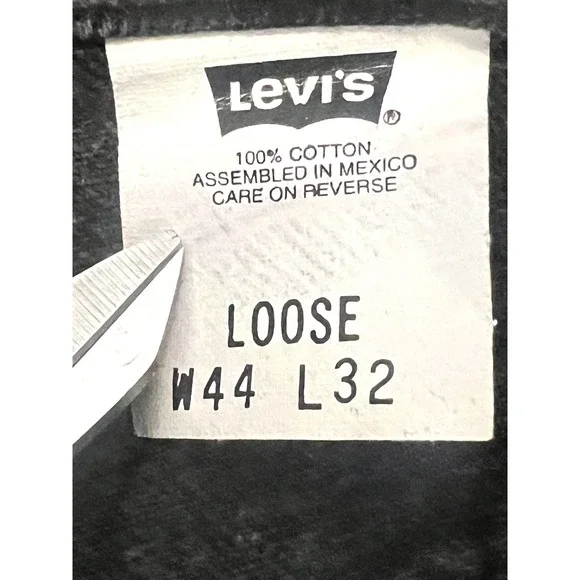 Levi's ®
100% COTTON
ASSEMBLED IN MEXICO
CARE ON REVERSE
LOOSE
W44 L32